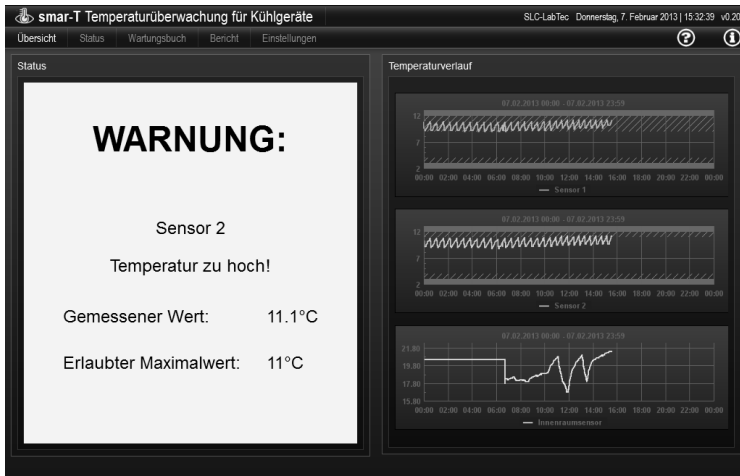 smar-T Temperaturüberwachung für Kühlgeräte
SLC-LabTec Donnerstag, 7. Februar 2013 | 15:32:39 v0.20
Übersicht Status Wartungsbuch Bericht Einstellungen
Status
WARNUNG:
Sensor 2
Temperatur zu hoch!
Gemessener Wert: 11.1°C
Erlaubter Maximalwert: 11°C
Temperaturverlauf
07.02.2013 00:00 - 07.02.2013 23:59
12
7
2
00:00 02:00 04:00 06:00 08:00 10:00 12:00 14:00 16:00 18:00 20:00 22:00 00:00
Sensor 1
07.02.2013 00:00 - 07.02.2013 23:59
12
7
2
00:00 02:00 04:00 06:00 08:00 10:00 12:00 14:00 16:00 18:00 20:00 22:00 00:00
Sensor 2
07.02.2013 00:00 - 07.02.2013 23:59
21.80
19.80
17.80
15.80
00:00 02:00 04:00 06:00 08:00 10:00 12:00 14:00 16:00 18:00 20:00 22:00 00:00
Innenraumsensor